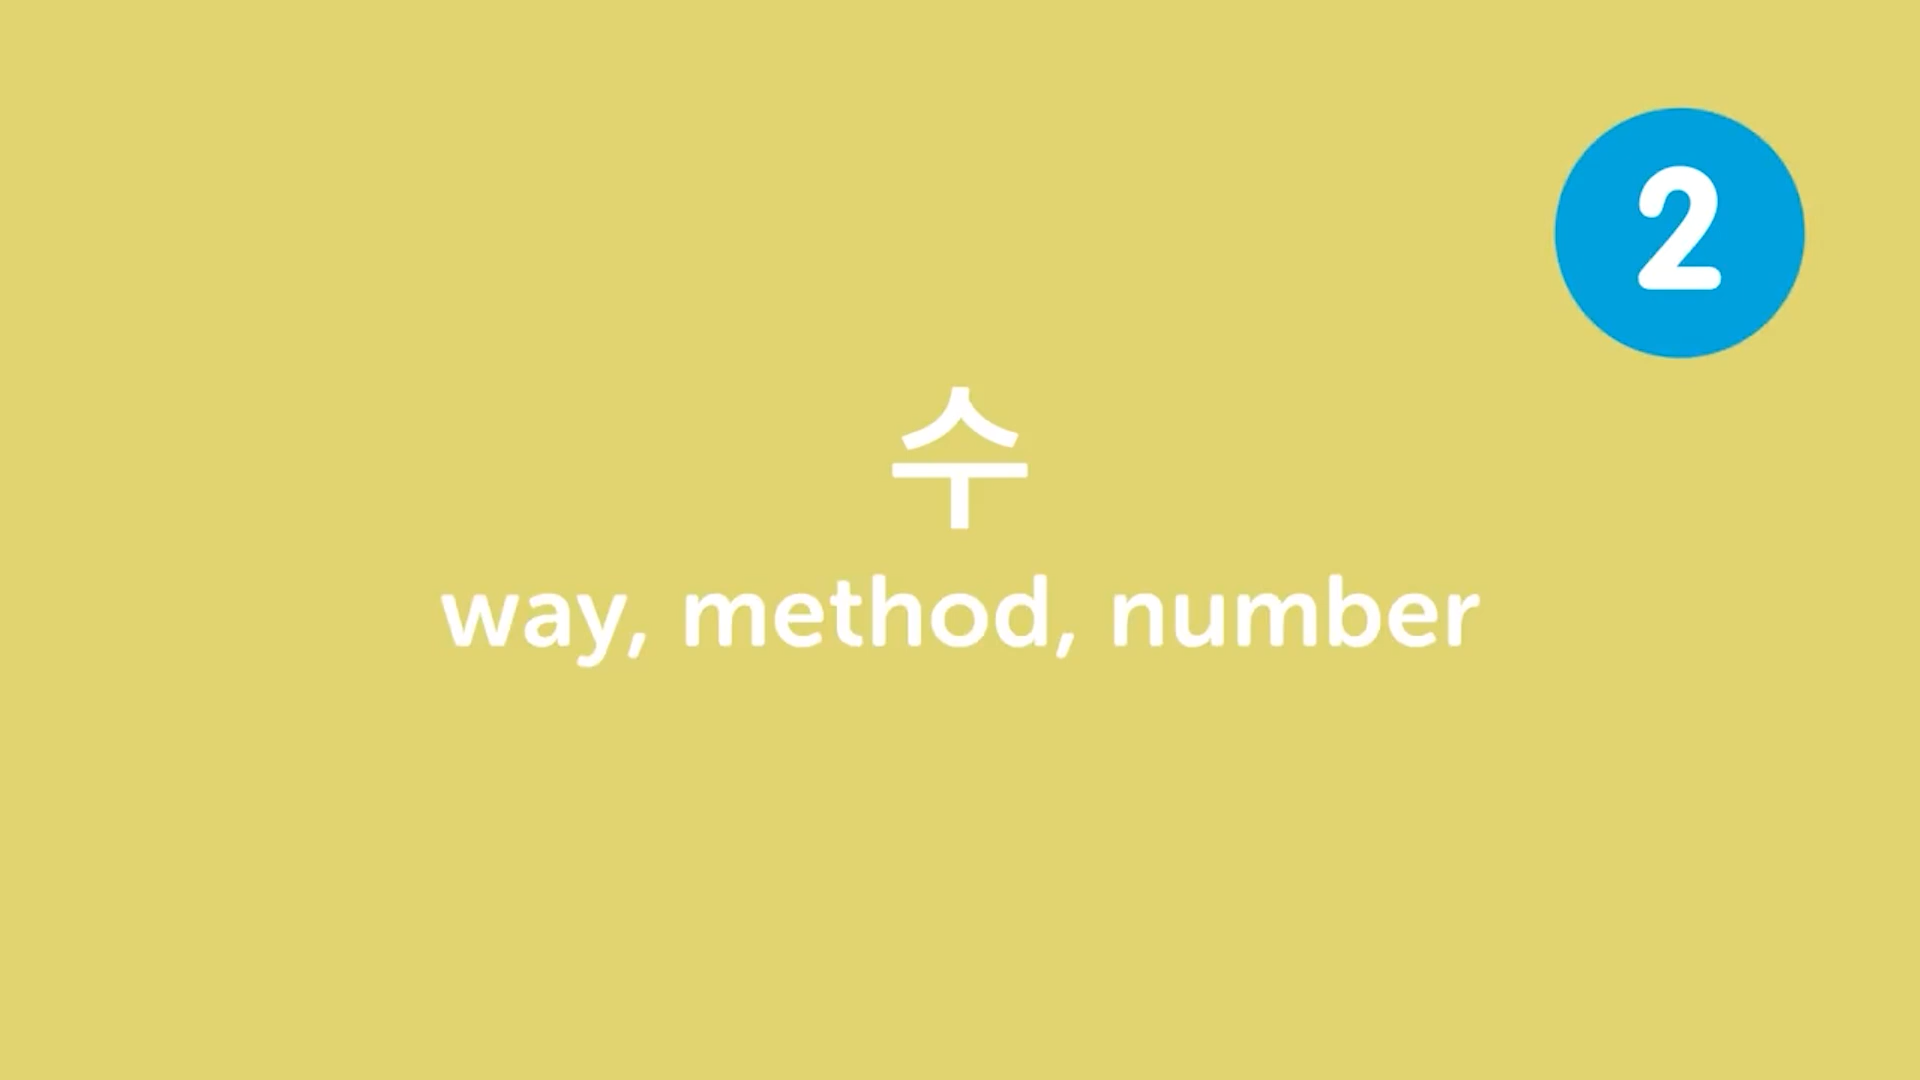 2
수
way, method, number